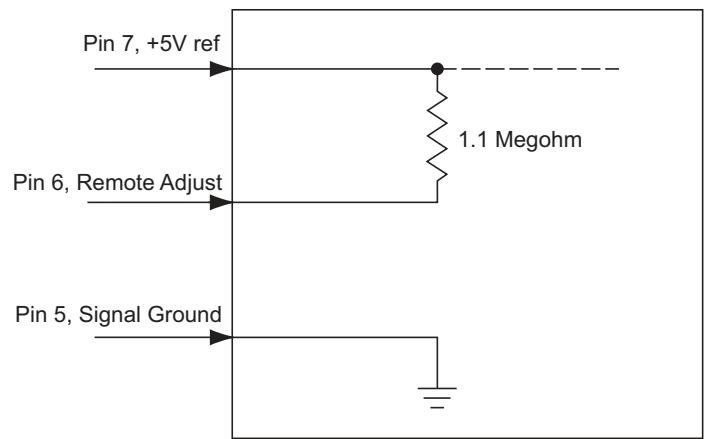 Pin 7, +5V ref
1.1 Megohm
Pin 6, Remote Adjust
Pin 5, Signal Ground